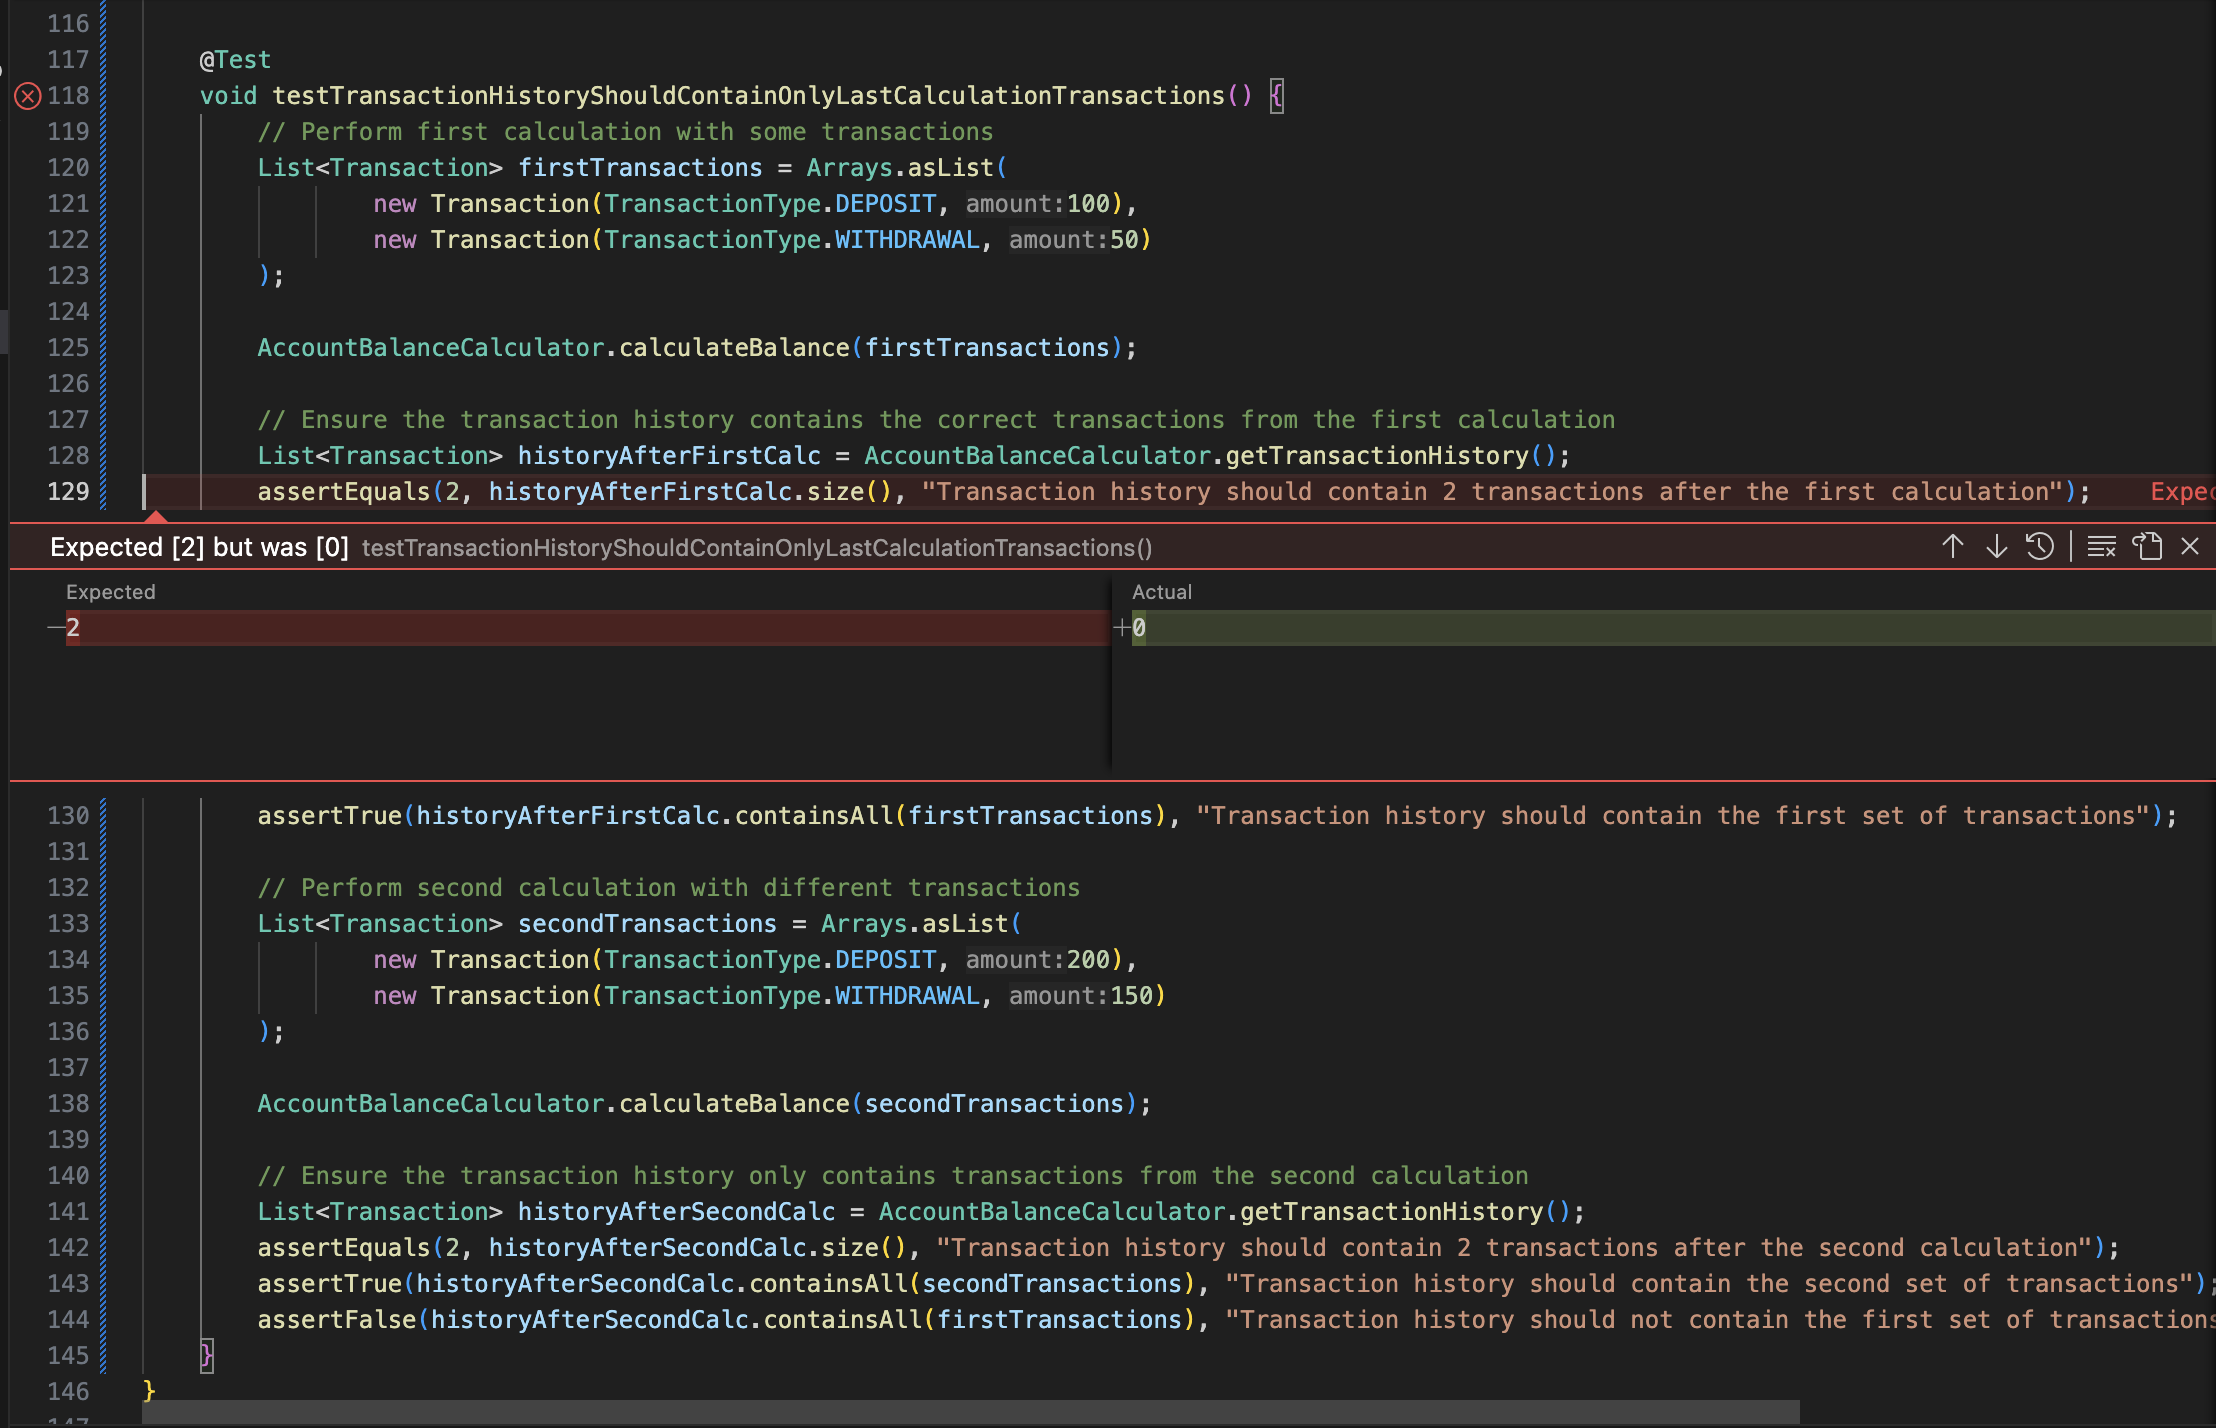 116
117 @Test
118 void testTransactionHistoryShouldContainOnlyLastCalculationTransactions() {
119 // Perform first calculation with some transactions
120 List<Transaction> firstTransactions = Arrays.asList(
121 new Transaction(TransactionType.DEPOSIT, amount:100),
122 new Transaction(TransactionType.WITHDRAWAL, amount:50)
123 );
124
125 AccountBalanceCalculator.calculateBalance(firstTransactions);
126
127 // Ensure the transaction history contains the correct transactions from the first calculation
128 List<Transaction> historyAfterFirstCalc = AccountBalanceCalculator.getTransactionHistory();
129 assertEquals(2, historyAfterFirstCalc.size(), "Transaction history should contain 2 transactions after the first calculation"); Expec
Expected [2] but was [0] testTransactionHistoryShouldContainOnlyLastCalculationTransactions()
Expected Actual
—2 +0
130 assertTrue(historyAfterFirstCalc.containsAll(firstTransactions), "Transaction history should contain the first set of transactions");
131
132 // Perform second calculation with different transactions
133 List<Transaction> secondTransactions = Arrays.asList(
134 new Transaction(TransactionType.DEPOSIT, amount:200),
135 new Transaction(TransactionType.WITHDRAWAL, amount:150)
136 );
137
138 AccountBalanceCalculator.calculateBalance(secondTransactions);
139
140 // Ensure the transaction history only contains transactions from the second calculation
141 List<Transaction> historyAfterSecondCalc = AccountBalanceCalculator.getTransactionHistory();
142 assertEquals(2, historyAfterSecondCalc.size(), "Transaction history should contain 2 transactions after the second calculation");
143 assertTrue(historyAfterSecondCalc.containsAll(secondTransactions), "Transaction history should contain the second set of transactions");
144 assertFalse(historyAfterSecondCalc.containsAll(firstTransactions), "Transaction history should not contain the first set of transactions
145 }
146 }